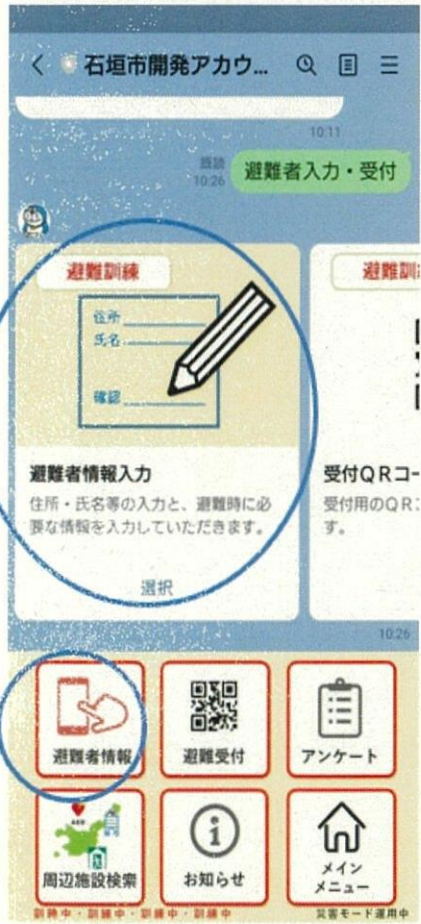 石垣市開発アカウ...
10:11
既読
10:26
避難者入力・受付
避難訓練
住所
氏名
確認
避難者情報入力
住所・氏名等の入力と、避難時に必
要な情報を入力していただきます。
選択
避難訓
受付QRコー
受付用のQRコ
す。
10:26
避難者情報
避難受付
アンケート
周辺施設検索
お知らせ
メイン
メニュー
訓練中・訓練中・訓練中・訓練中
災害モード運用中